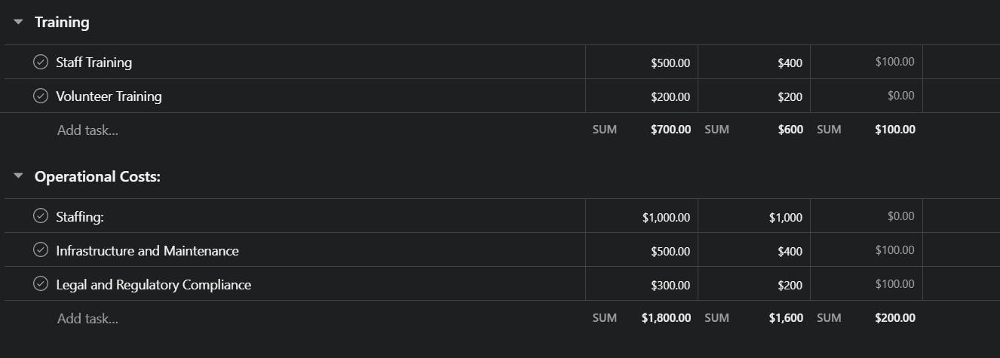 Training
Staff Training $500.00 $400 $100.00
Volunteer Training $200.00 $200 $0.00
Add task... SUM $700.00 SUM $600 SUM $100.00
Operational Costs:
Staffing: $1,000.00 $1,000 $0.00
Infrastructure and Maintenance $500.00 $400 $100.00
Legal and Regulatory Compliance $300.00 $200 $100.00
Add task... SUM $1,800.00 SUM $1,600 SUM $200.00